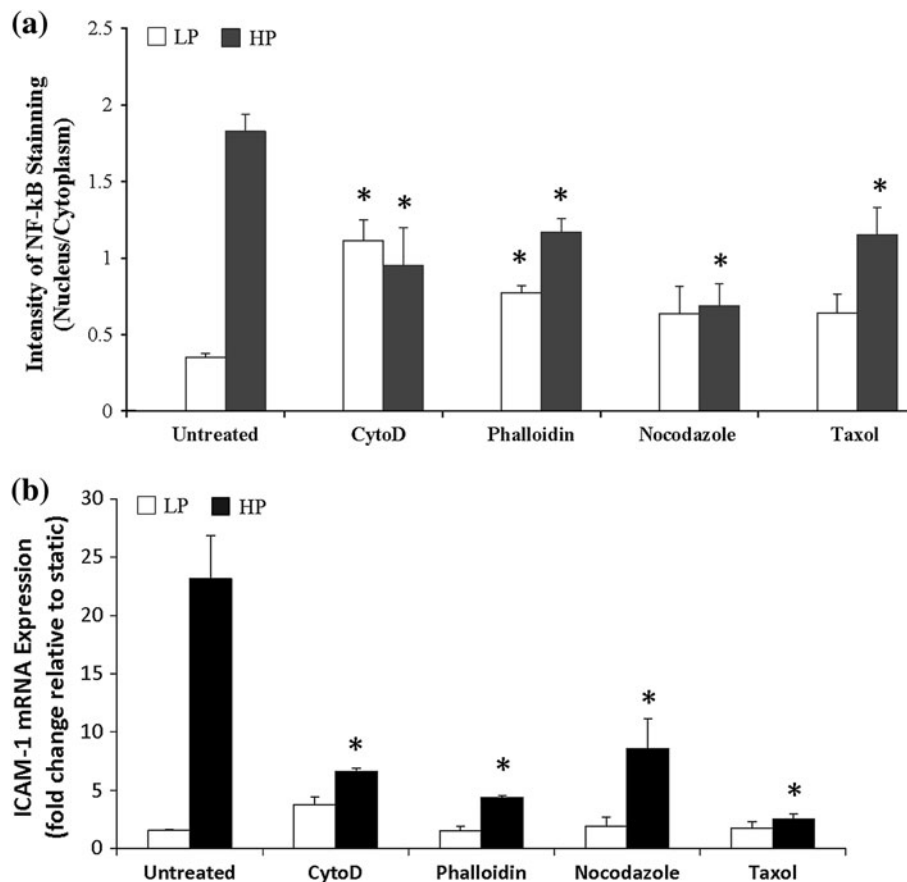 (a)
LP HP
Intensity of NF-kB Stainning
(Nucleus/Cytoplasm)
2.5
2
1.5
1
0.5
0
* * * * * *
Untreated CytoD Phalloidin Nocodazole Taxol
(b)
LP HP
ICAM-1 mRNA Expression
(fold change relative to static)
30
25
20
15
10
5
0
* * * *
Untreated CytoD Phalloidin Nocodazole Taxol